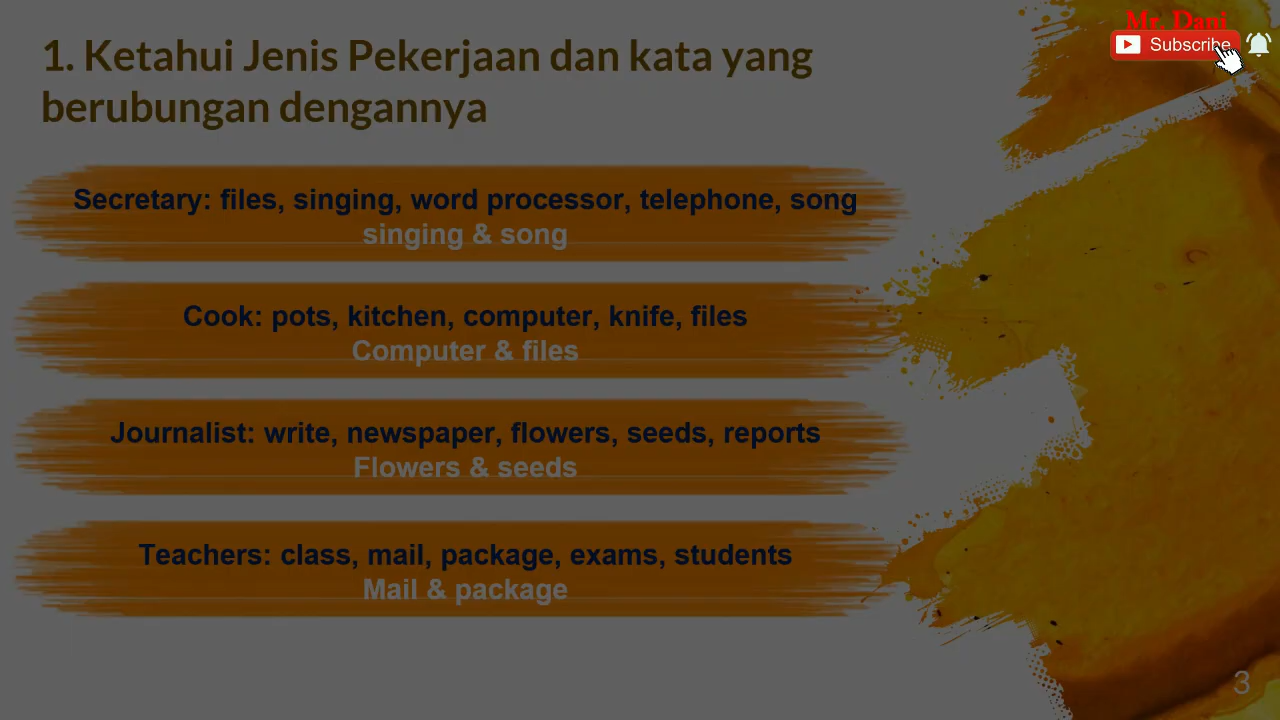 Mr. Dani
Subscribe
1. Ketahui Jenis Pekerjaan dan kata yang
berubungan dengannya
Secretary: files, singing, word processor, telephone, song
singing & song
Cook: pots, kitchen, computer, knife, files
Computer & files
Journalist: write, newspaper, flowers, seeds, reports
Flowers & seeds
Teachers: class, mail, package, exams, students
Mail & package
3